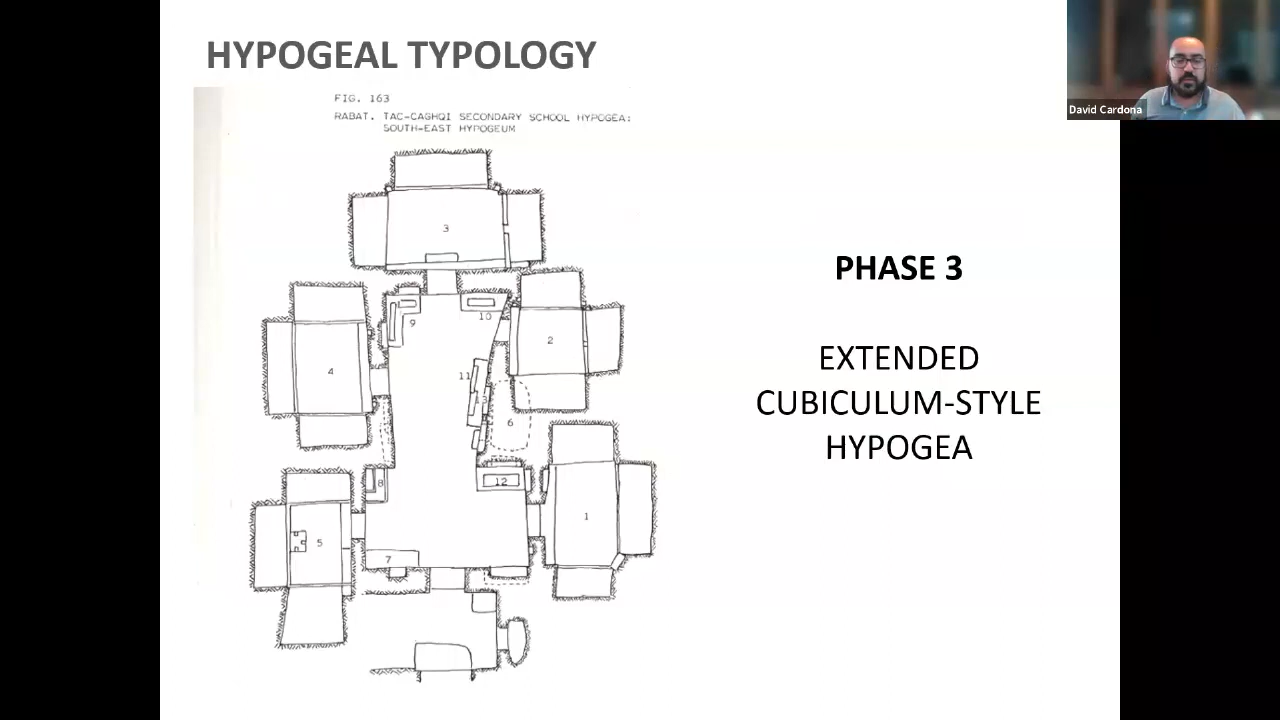 HYPOGEAL TYPOLOGY
David Cardona
FIG. 163
RABAT. TAC-CAGHQI SECONDARY SCHOOL HYPOGEA:
SOUTH-EAST HYPOGEUM
3
9
10
2
4
11
13
6
8
12
1
5
7
PHASE 3
EXTENDED
CUBICULUM-STYLE
HYPOGEA